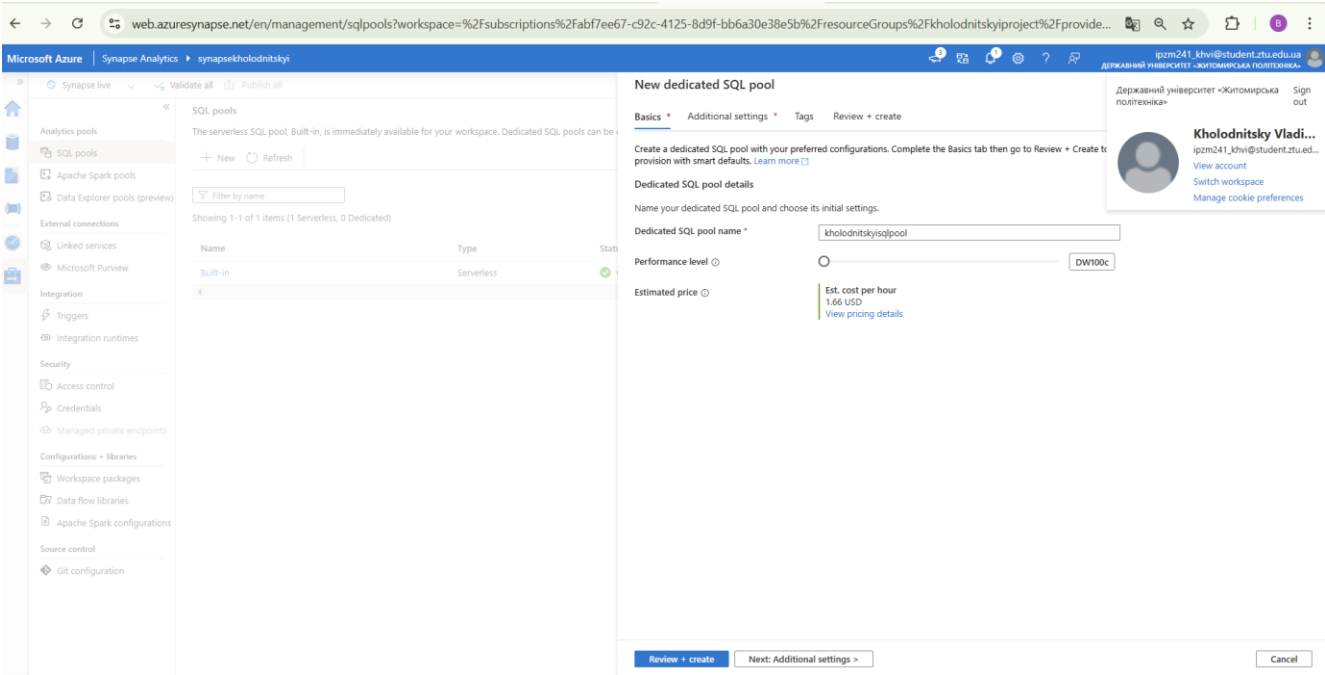 web.azuresynapse.net/en/management/sqlpools?workspace=%2Fsubscriptions%2Fabf7ee67-c92c-4125-8d9f-bb6a30e38e5b%2FresourceGroups%2Fkholodnitskyiproject%2Fprovide...
B
Microsoft Azure
Synapse Analytics
synapsekholodnitskyi
3
1
?
ipzm241_khvi@student.ztu.edu.ua
ДЕРЖАВНИЙ УНІВЕРСИТЕТ «ЖИТОМИРСЬКА ПОЛІТЕХНІКА»
»
Synapse live
Validate all
Publish all
«
Analytics pools
SQL pools
Apache Spark pools
Data Explorer pools (preview)
External connections
Linked services
Microsoft Purview
Integration
Triggers
Integration runtimes
Security
Access control
Credentials
Managed private endpoints
Configurations + libraries
Workspace packages
Data flow libraries
Apache Spark configurations
Source control
Git configuration
SQL pools
The serverless SQL pool, Built-in, is immediately available for your workspace. Dedicated SQL pools can be
+ New
Refresh
Filter by name
Showing 1-1 of 1 items (1 Serverless, 0 Dedicated)
Name
Type
Built-in
Serverless
New dedicated SQL pool
Basics *
Additional settings *
Tags
Review + create
Create a dedicated SQL pool with your preferred configurations. Complete the Basics tab then go to Review + Create to
provision with smart defaults. Learn more
Dedicated SQL pool details
Name your dedicated SQL pool and choose its initial settings.
Dedicated SQL pool name *
kholodnitskyisqlpool
Performance level
DW100c
Estimated price
Est. cost per hour
1.66 USD
View pricing details
Державний університет «Житомирська
політехніка»
Sign
out
Kholodnitsky Vladi...
ipzm241_khvi@student.ztu.ed...
View account
Switch workspace
Manage cookie preferences
Review + create
Next: Additional settings >
Cancel